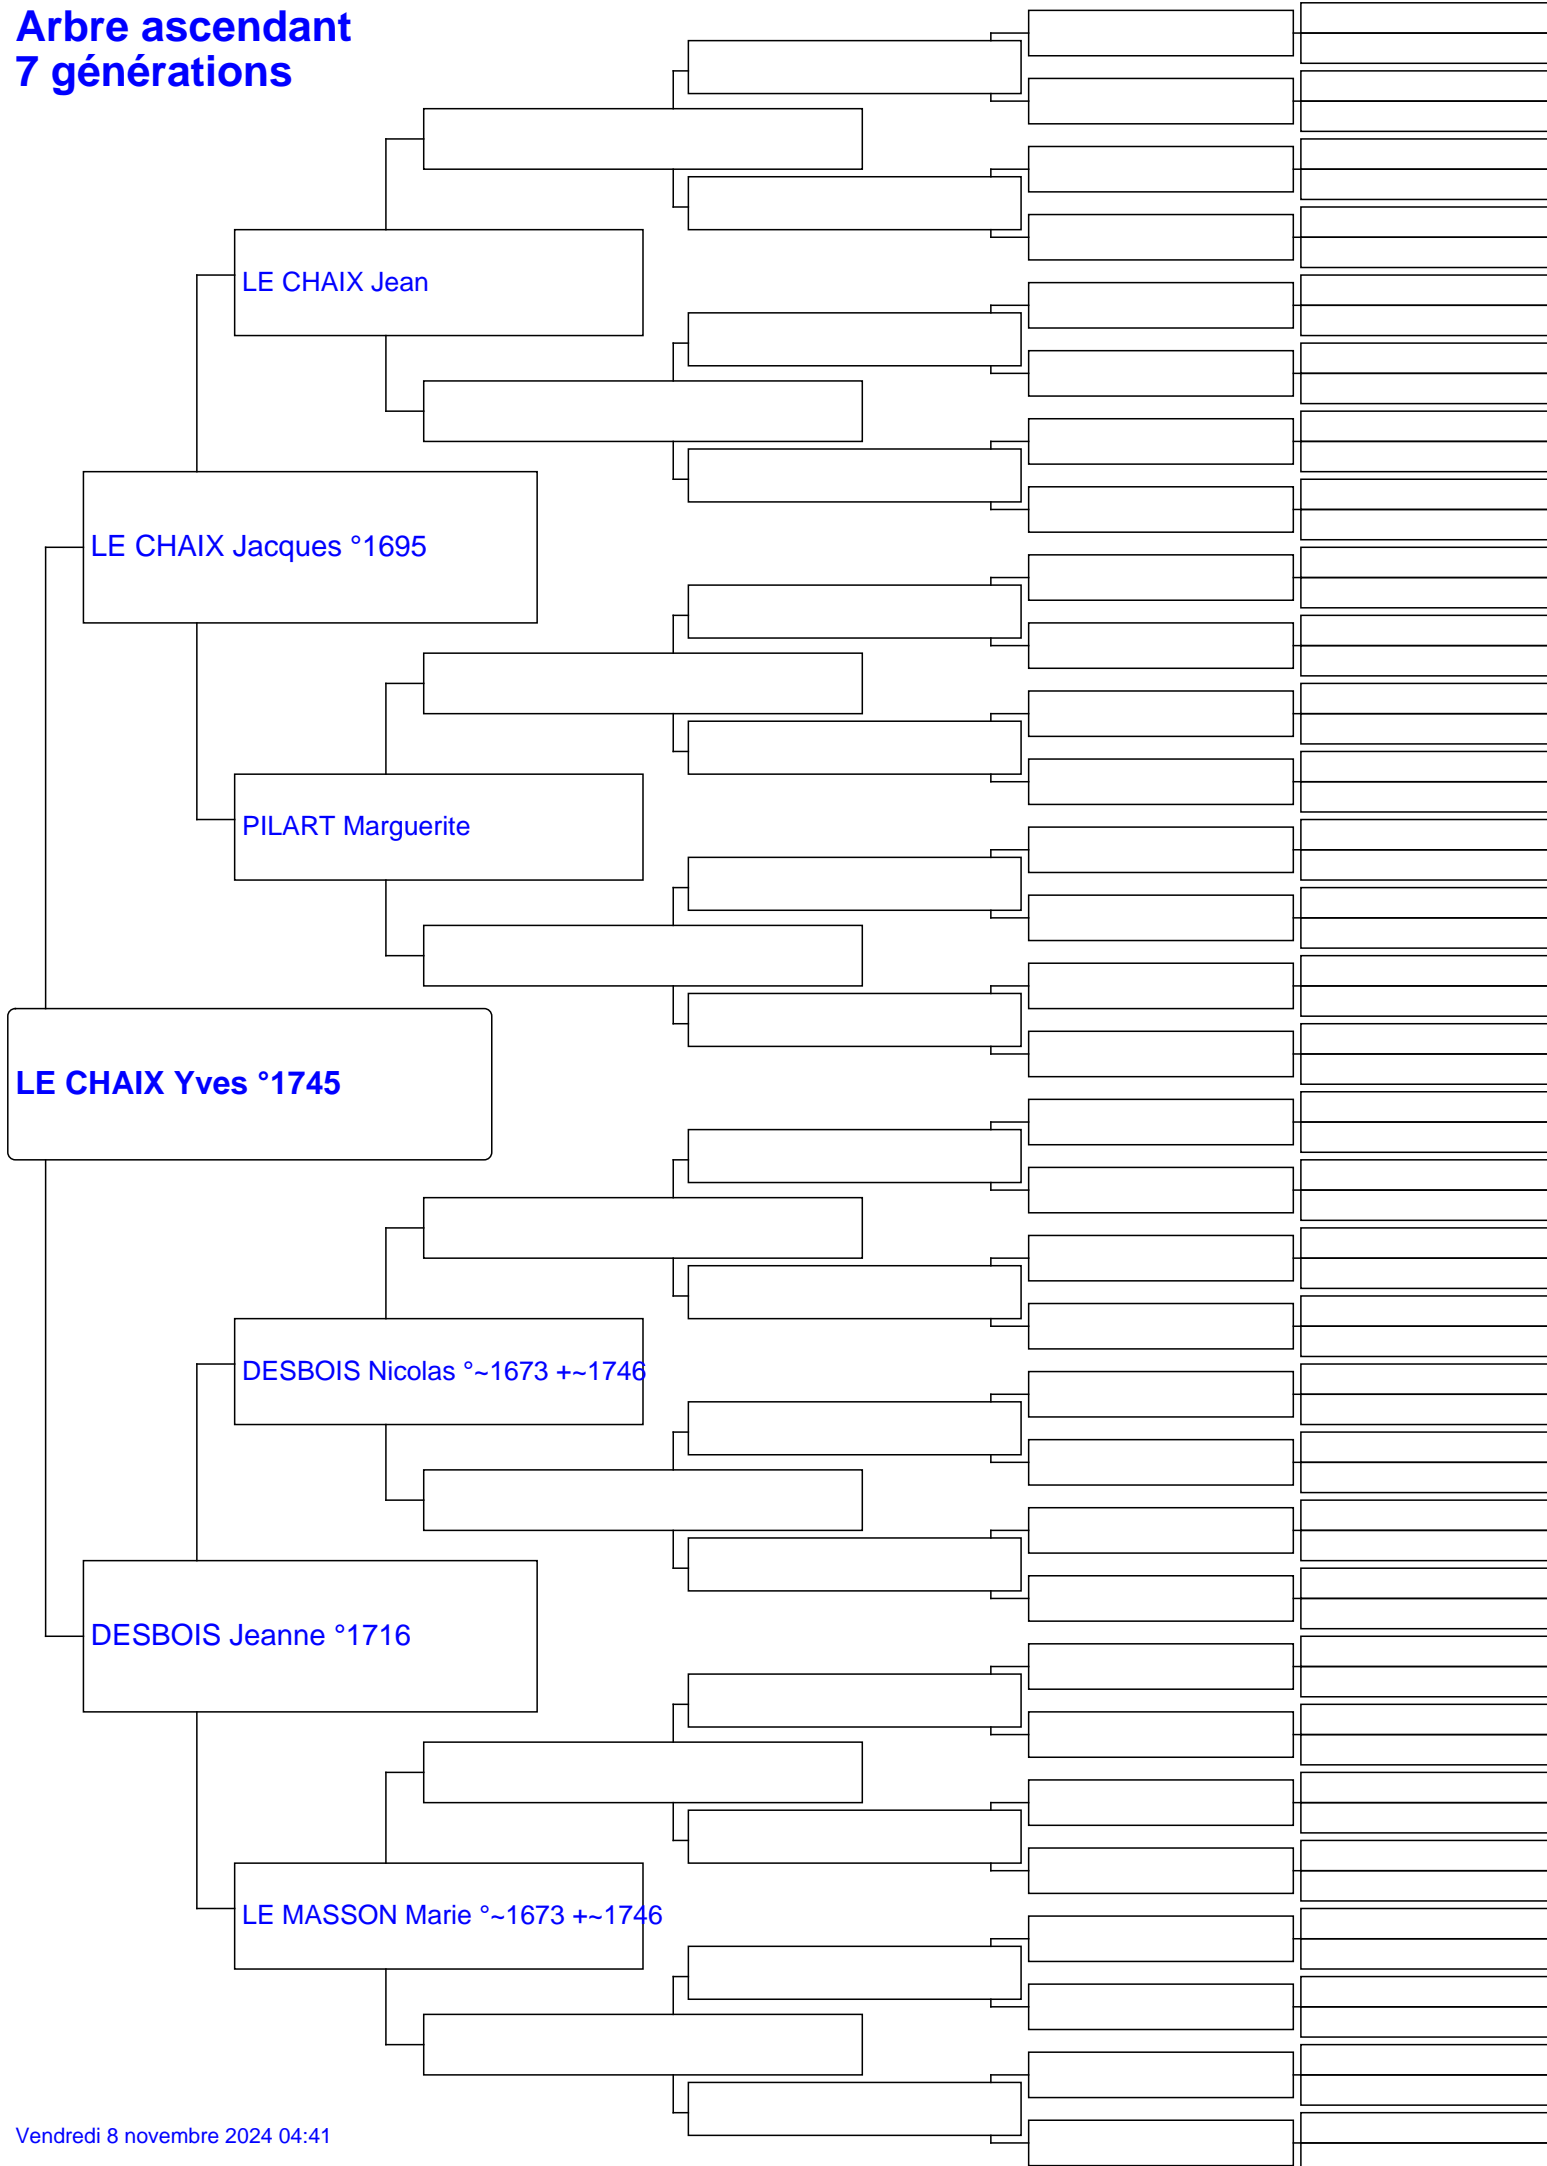 Arbre ascendant
7 générations
LE CHAIX Jean
LE CHAIX Jacques °1695
PILART Marguerite
LE CHAIX Yves °1745
DESBOIS Nicolas °~1673 +~1746
DESBOIS Jeanne °1716
LE MASSON Marie °~1673 +~1746
Vendredi 8 novembre 2024 04:41